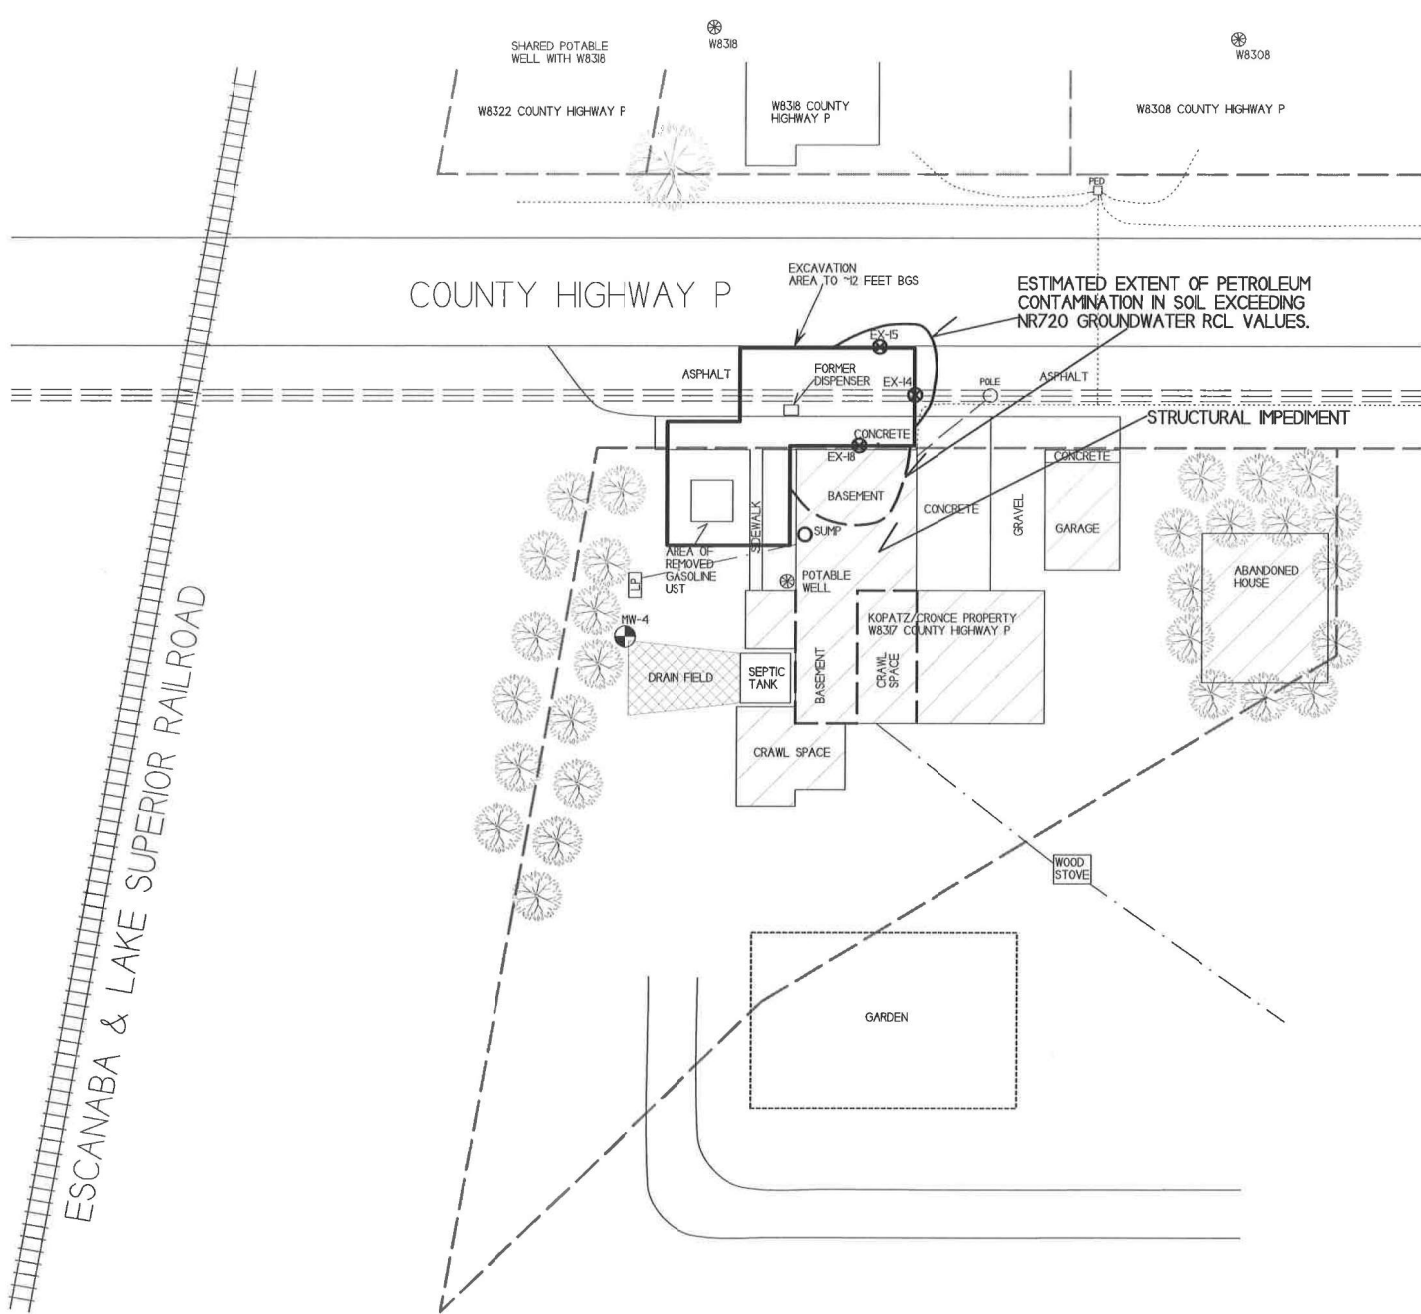 SHARED POTABLE
WELL WITH W8318
W8318
W8308
W8322 COUNTY HIGHWAY P
W8318 COUNTY
HIGHWAY P
W8308 COUNTY HIGHWAY P
PED
COUNTY HIGHWAY P
EXCAVATION
AREA TO ~12 FEET BGS
ESTIMATED EXTENT OF PETROLEUM
CONTAMINATION IN SOIL EXCEEDING
NR720 GROUNDWATER RCL VALUES.
EX-15
ASPHALT
FORMER
DISPENSER
EX-14
POLE
ASPHALT
STRUCTURAL IMPEDIMENT
CONCRETE
EX-18
CONCRETE
BASEMENT
CONCRETE
GRAVEL
GARAGE
SIDEWALK
SUMP
AREA OF
REMOVED
GASOLINE
UST
LP
POTABLE
WELL
ABANDONED
HOUSE
MW-4
KOPATZ/CRONCE PROPERTY
W8317 COUNTY HIGHWAY P
DRAIN FIELD
SEPTIC
TANK
BASEMENT
CRAWL
SPACE
CRAWL SPACE
WOOD
STOVE
GARDEN
ESCANABA & LAKE SUPERIOR RAILROAD